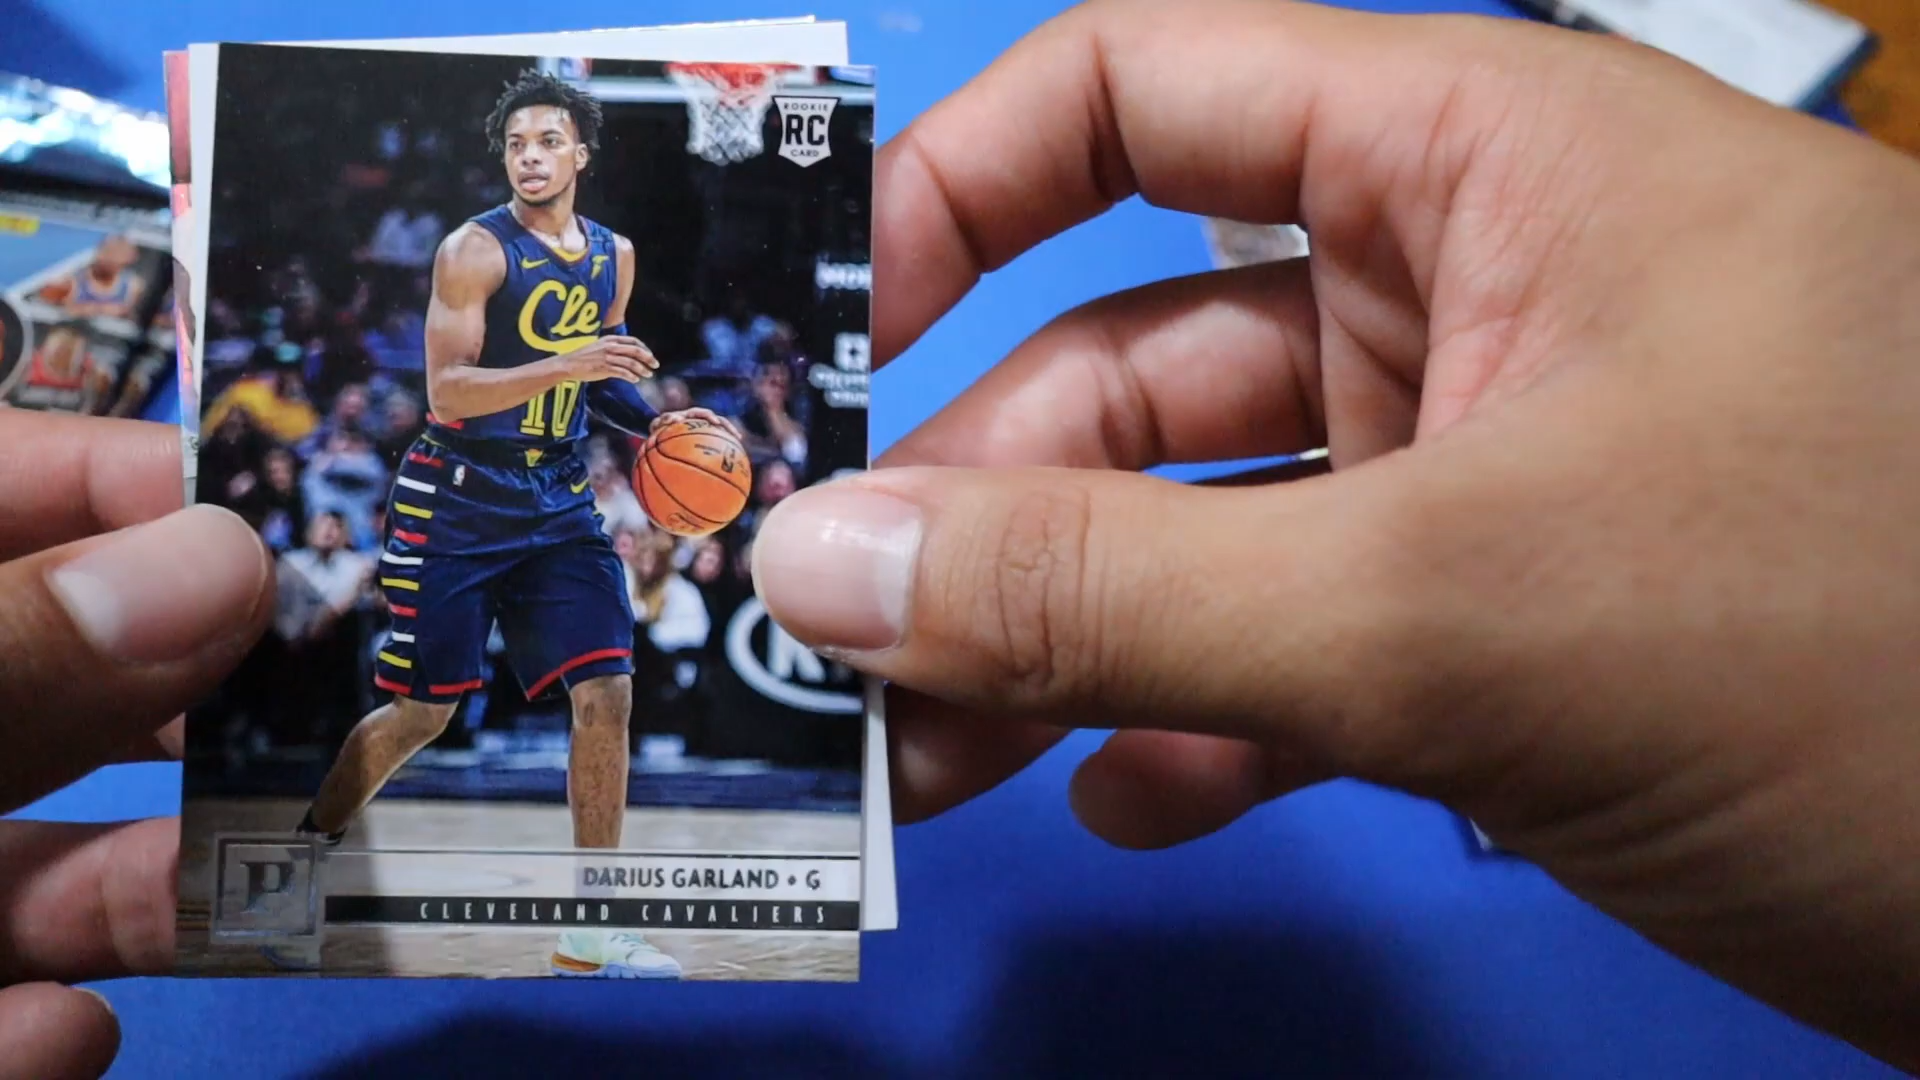 ROOKIE
RC
CARD
Cle
10
P
DARIUS GARLAND • G
CLEVELAND CAVALIERS